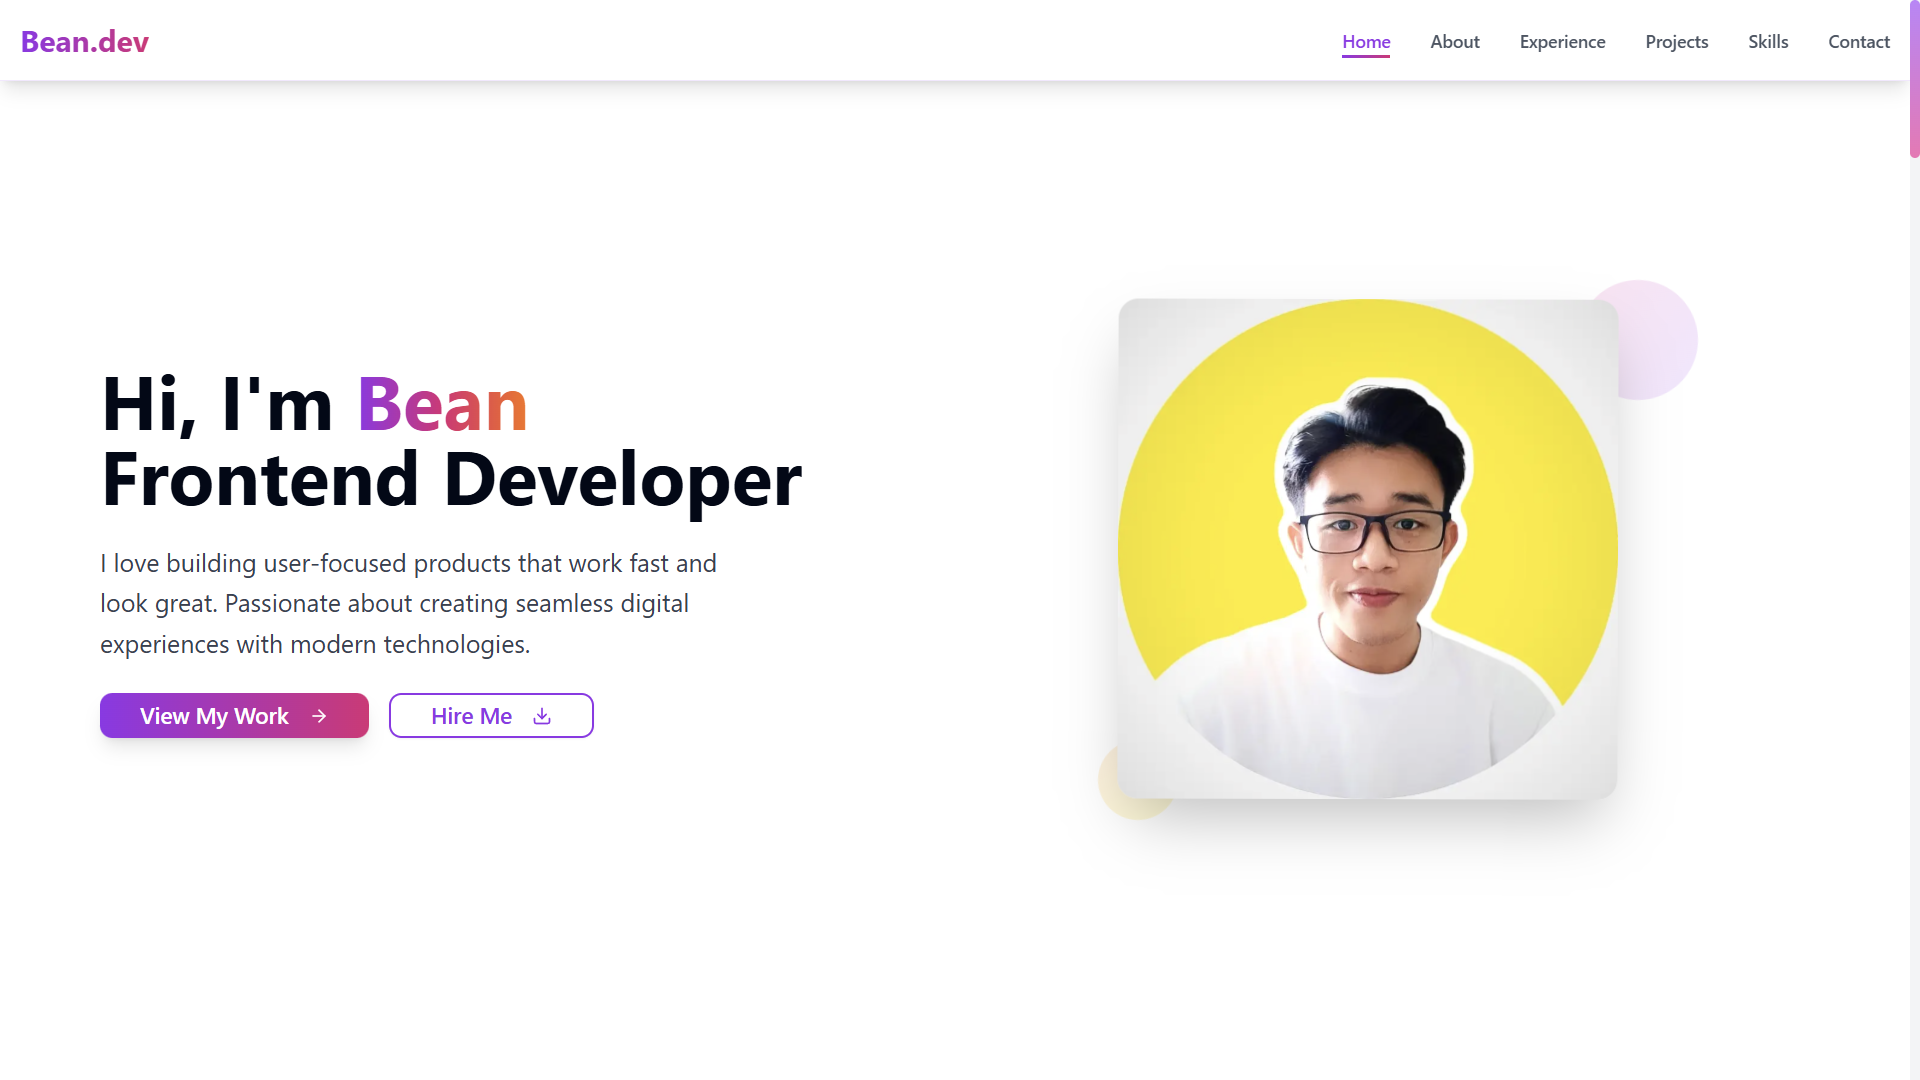 Bean.dev
Home About Experience Projects Skills Contact
Hi, I'm Bean
Frontend Developer
I love building user-focused products that work fast and
look great. Passionate about creating seamless digital
experiences with modern technologies.
View My Work
Hire Me